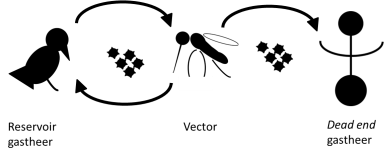 Reservoir
gastheer
Vector
Dead end
gastheer